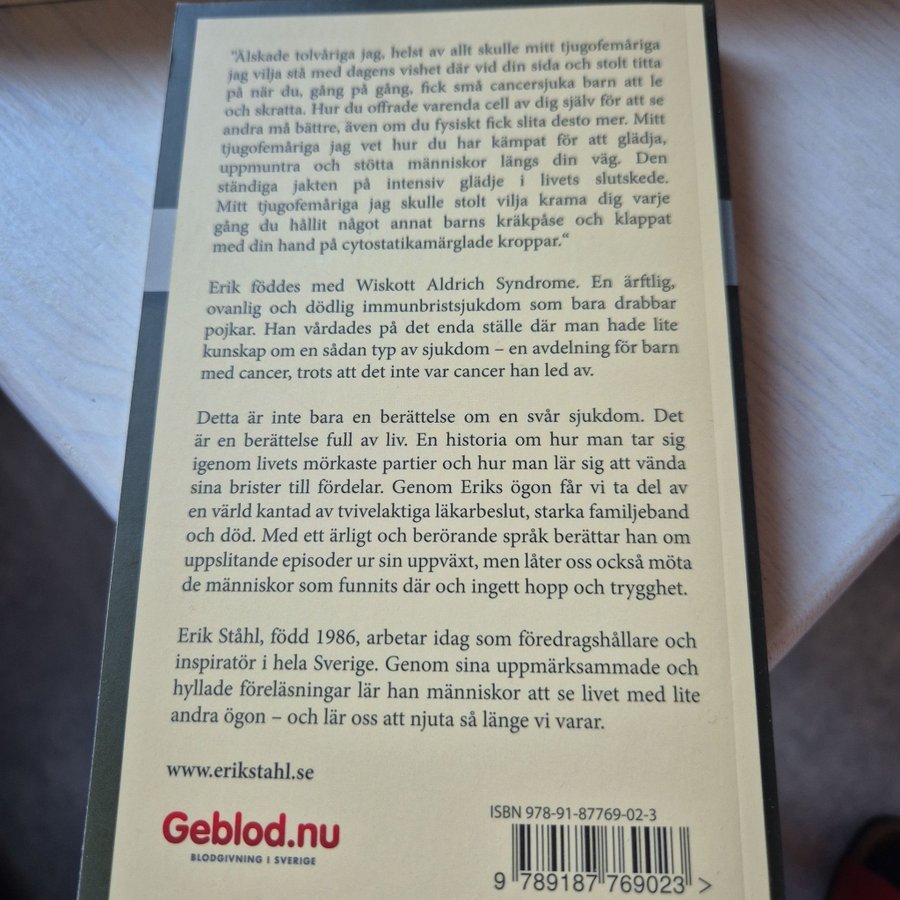 "Älskade tolvåriga jag, helst av allt skulle mitt tjugofemåriga
jag vilja stå med dagens vishet där vid din sida och stolt titta
på när du, gång på gång, fick små cancersjuka barn att le
och skratta. Hur du offrade varenda cell av dig själv för att se
andra må bättre, även om du fysiskt fick slita desto mer. Mitt
tjugofemåriga jag vet hur du har kämpat för att glädja,
uppmuntra och stötta människor längs din väg. Den
ständiga jakten på intensiv glädje i livets slutskede.
Mitt tjugofemåriga jag skulle stolt vilja krama dig varje
gång du hållit något annat barns kräkpåse och klappat
med din hand på cytostatikamärglade kroppar."
Erik föddes med Wiskott Aldrich Syndrome. En ärftlig,
ovanlig och dödlig immunbristsjukdom som bara drabbar
pojkar. Han vårdades på det enda ställe där man hade lite
kunskap om en sådan typ av sjukdom – en avdelning för barn
med cancer, trots att det inte var cancer han led av.
Detta är inte bara en berättelse om en svår sjukdom. Det
är en berättelse full av liv. En historia om hur man tar sig
igenom livets mörkaste partier och hur man lär sig att vända
sina brister till fördelar. Genom Eriks ögon får vi ta del av
en värld kantad av tvivelaktiga läkarbeslut, starka familjeband
och död. Med ett ärligt och berörande språk berättar han om
uppslitande episoder ur sin uppväxt, men låter oss också möta
de människor som funnits där och ingett hopp och trygghet.
Erik Ståhl, född 1986, arbetar idag som föredragshållare och
inspiratör i hela Sverige. Genom sina uppmärksammade och
hyllade föreläsningar lär han människor att se livet med lite
andra ögon – och lär oss att njuta så länge vi varar.
www.erikstahl.se
Geblod.nu
BLODGIVNING I SVERIGE
ISBN 978-91-87769-02-3
9 789187 769023 >